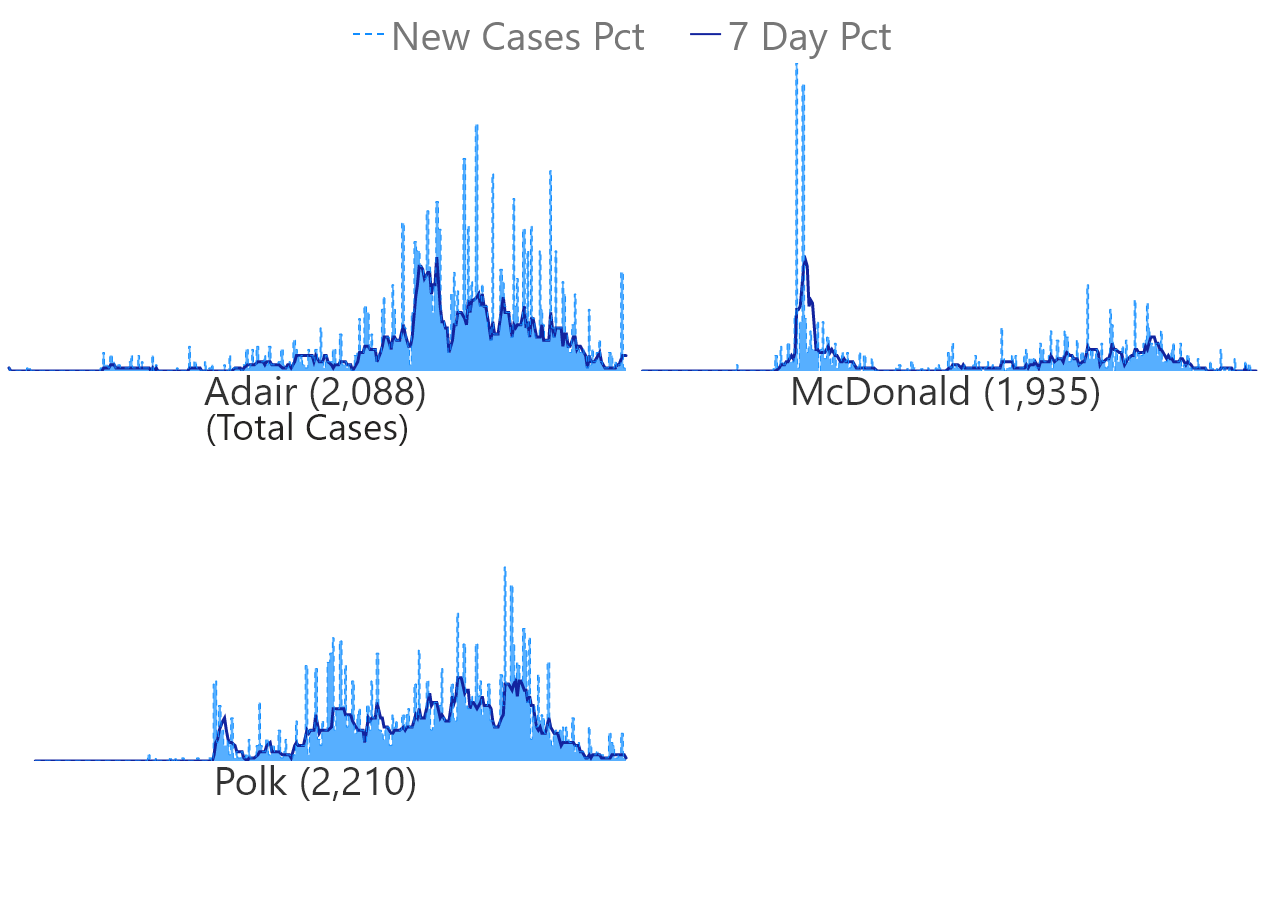 New Cases Pct 7 Day Pct
Adair (2,088)
(Total Cases)
McDonald (1,935)
Polk (2,210)